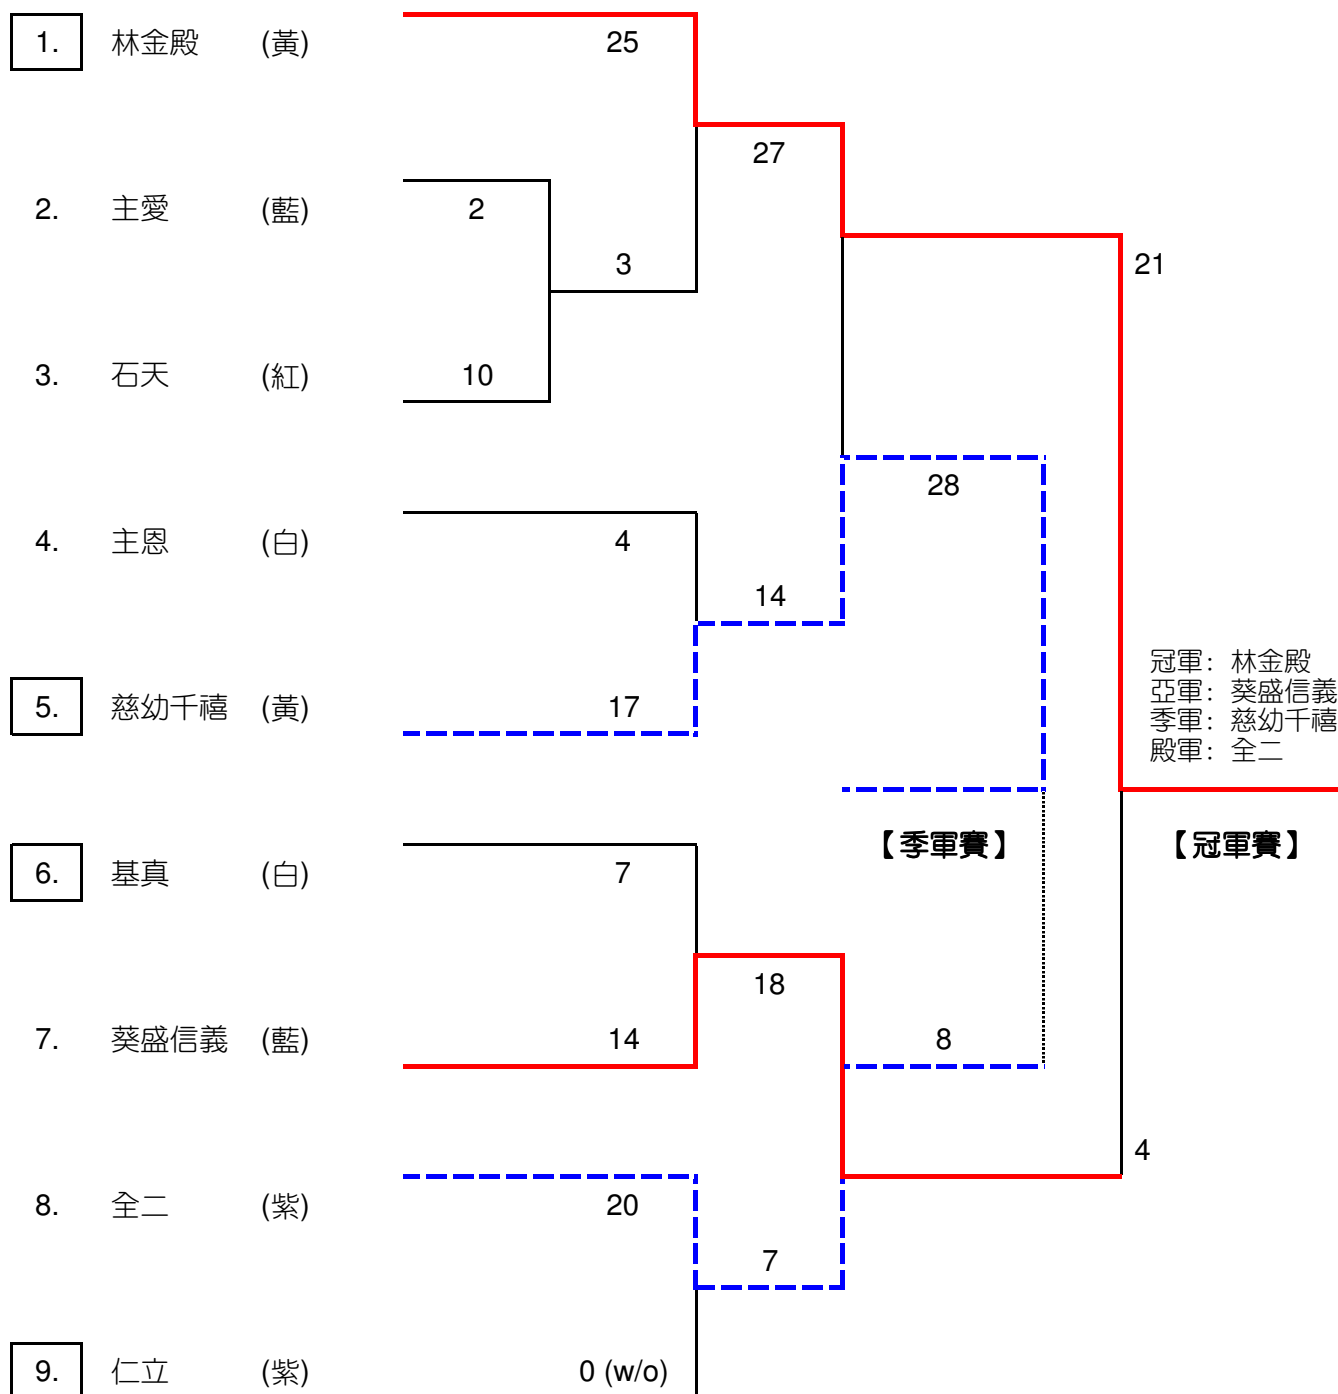 1. 林金殿 (黃) 25
27
2. 主愛 (藍) 2
3
21
3. 石天 (紅) 10
28
4. 主恩 (白) 4
14
冠軍: 林金殿
亞軍: 葵盛信義
季軍: 慈幼千禧
殿軍: 全二
5. 慈幼千禧 (黃) 17
【季軍賽】 【冠軍賽】
6. 基真 (白) 7
18
7. 葵盛信義 (藍) 14 8
4
8. 全二 (紫) 20
7
9. 仁立 (紫) 0 (w/o)